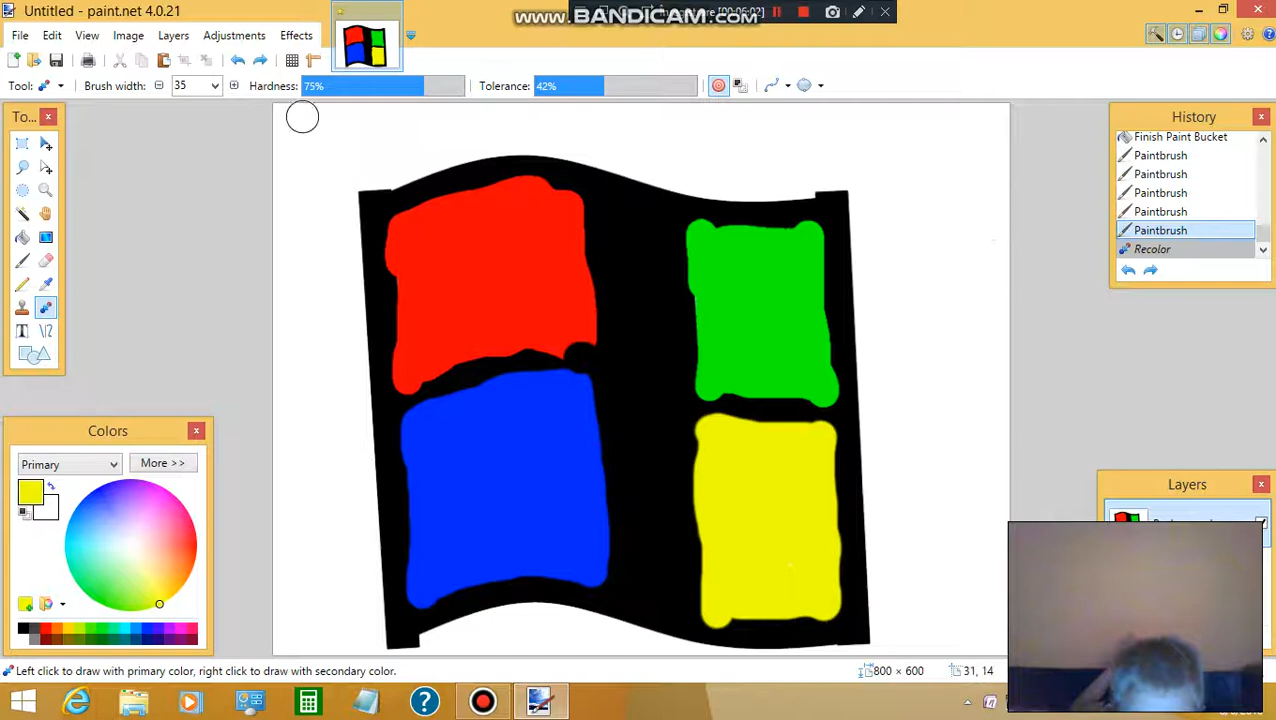 Untitled - paint.net 4.0.21
www.BANDICAM.com
[00:06:02]
File Edit View Image Layers Adjustments Effects
Tool: Brush width: 35 Hardness: 75% Tolerance: 42%
To...
History
Finish Paint Bucket
Paintbrush
Paintbrush
Paintbrush
Paintbrush
Paintbrush
Recolor
Colors
Primary
More >>
Layers
Left click to draw with primary color, right click to draw with secondary color.
800 × 600
31, 14